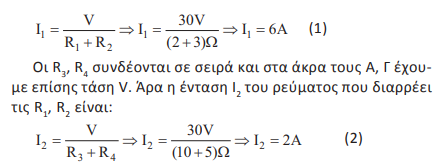 I₁ = V / (R₁ + R₂) ⇒ I₁ = 30V / (2+3)Ω ⇒ I₁ = 6A (1)
Οι R₃, R₄ συνδέονται σε σειρά και στα άκρα τους Α, Γ έχου-
με επίσης τάση V. Άρα η ένταση I₂ του ρεύματος που διαρρέει
τις R₁, R₂ είναι:
I₂ = V / (R₃ + R₄) ⇒ I₂ = 30V / (10+5)Ω ⇒ I₂ = 2A (2)